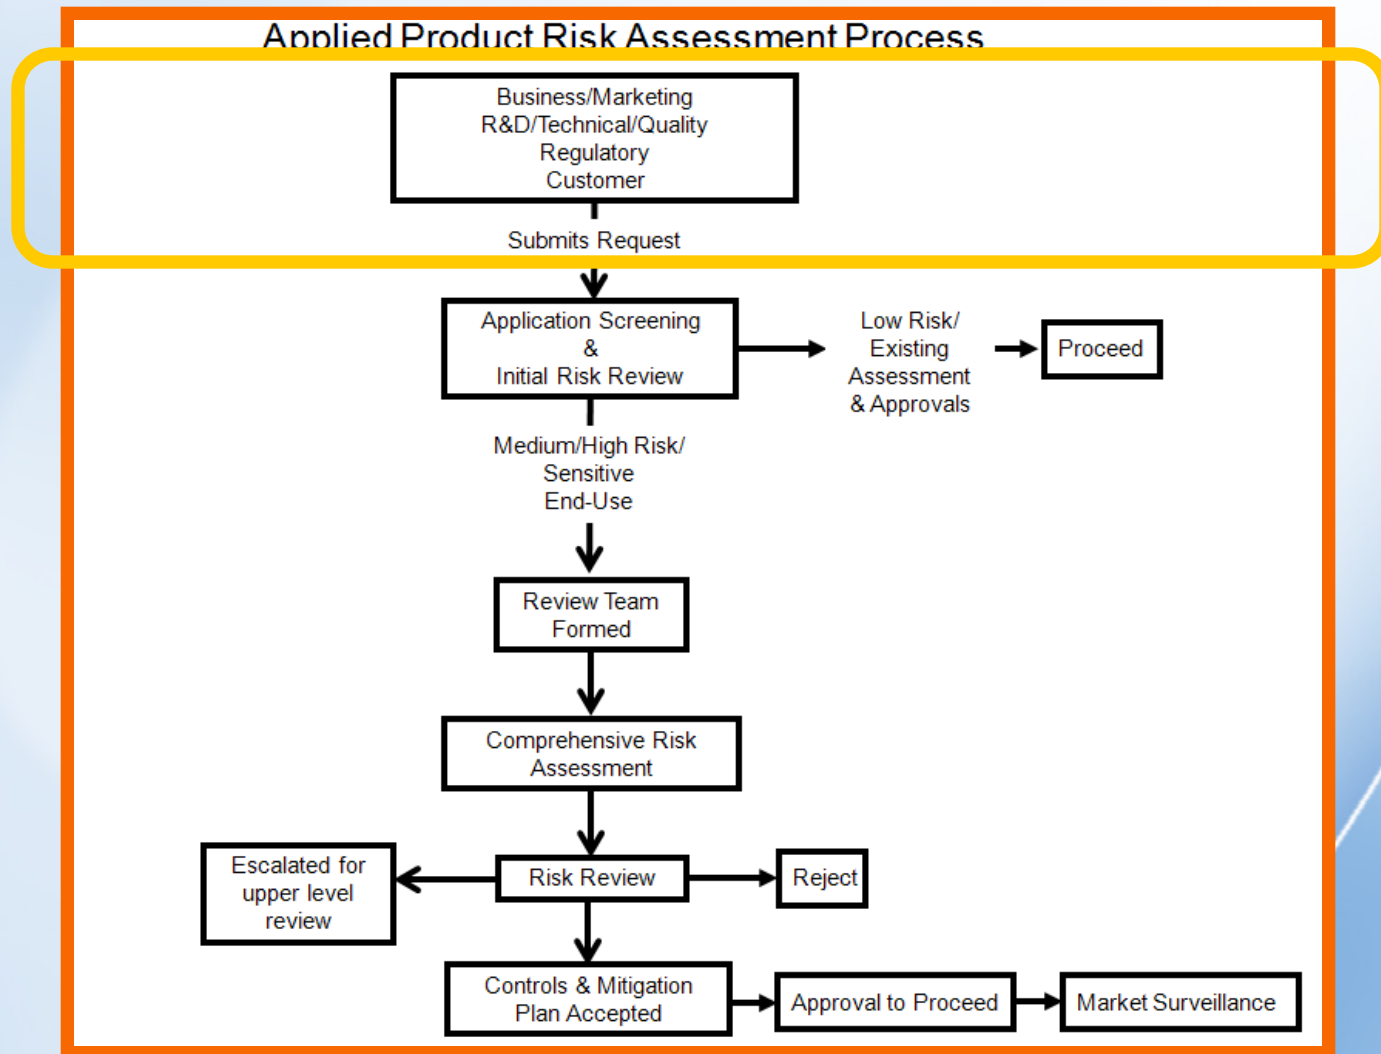 Applied Product Risk Assessment Process
Business/Marketing
R&D/Technical/Quality
Regulatory
Customer
Submits Request
Application Screening
&
Initial Risk Review
Low Risk/
Existing
Assessment
& Approvals
Proceed
Medium/High Risk/
Sensitive
End-Use
Review Team
Formed
Comprehensive Risk
Assessment
Escalated for
upper level
review
Risk Review
Reject
Controls & Mitigation
Plan Accepted
Approval to Proceed
Market Surveillance